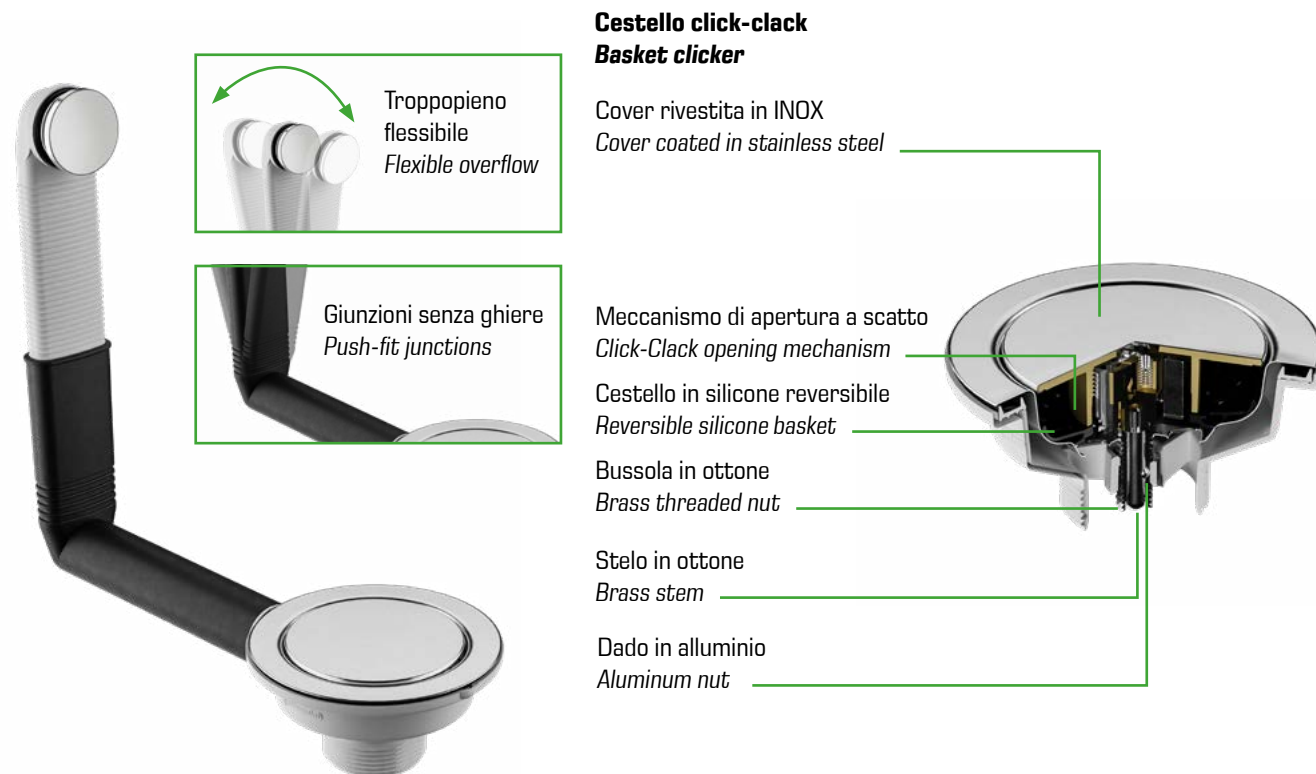 Cestello click-clack
Basket clicker
Troppopieno
flessibile
Flexible overflow
Cover rivestita in INOX
Cover coated in stainless steel
Giunzioni senza ghiere
Push-fit junctions
Meccanismo di apertura a scatto
Click-Clack opening mechanism
Cestello in silicone reversibile
Reversible silicone basket
Bussola in ottone
Brass threaded nut
Stelo in ottone
Brass stem
Dado in alluminio
Aluminum nut